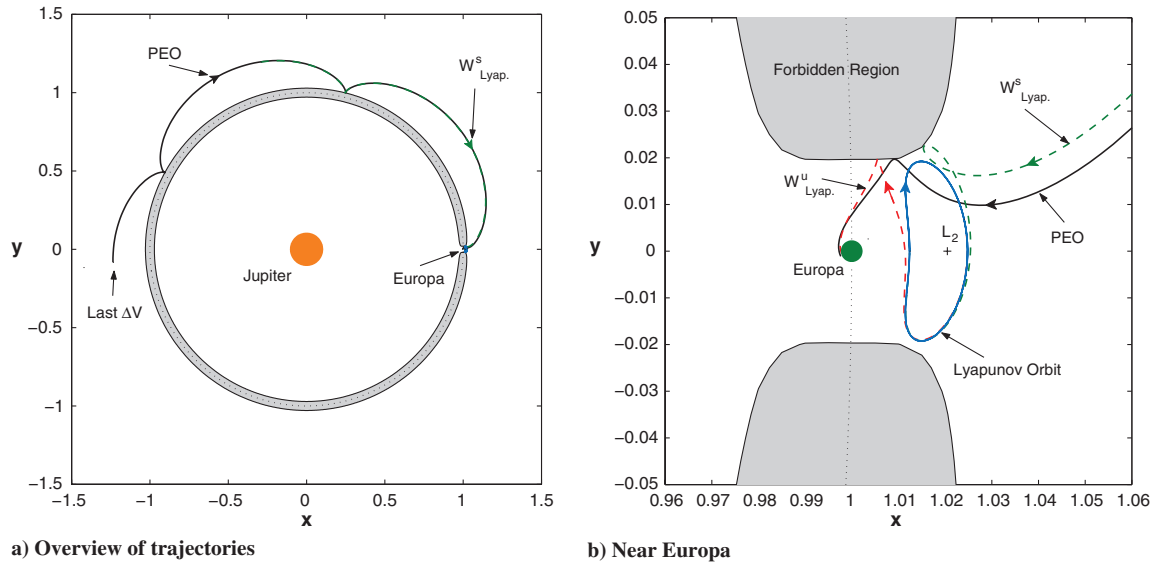 1.5
1
0.5
0
−0.5
−1
−1.5
y
−1.5 −1 −0.5 0 0.5 1 1.5
x
PEO
W^s_Lyap.
Jupiter
Europa
Last ΔV
a) Overview of trajectories
0.05
0.04
0.03
0.02
0.01
0
−0.01
−0.02
−0.03
−0.04
−0.05
y
0.96 0.97 0.98 0.99 1 1.01 1.02 1.03 1.04 1.05 1.06
x
Forbidden Region
W^s_Lyap.
W^u_Lyap.
L_2
+
PEO
Europa
Lyapunov Orbit
b) Near Europa